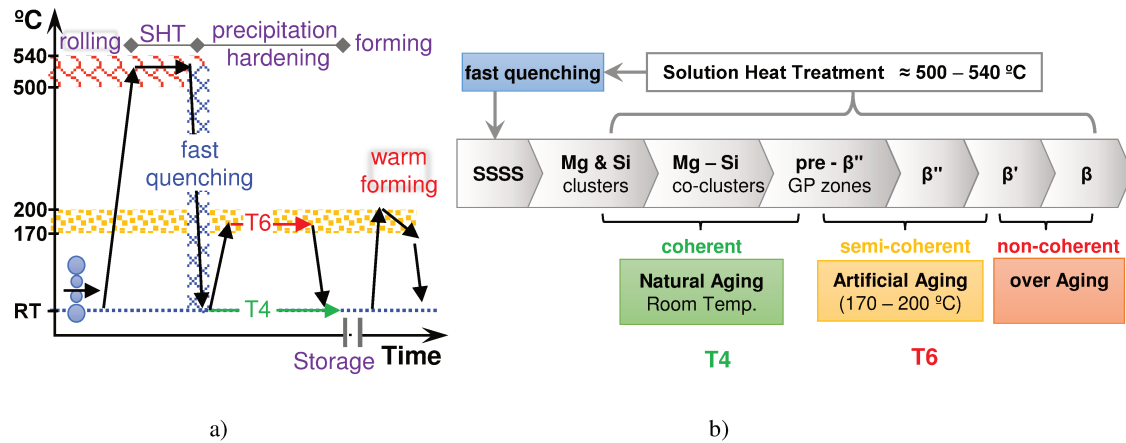 ºC
rolling
SHT
precipitation
hardening
forming
540
500
fast
quenching
warm
forming
200
170
T6
RT
T4
Storage
Time
a)
fast quenching
Solution Heat Treatment ≈ 500 – 540 ºC
SSSS
Mg & Si
clusters
Mg – Si
co-clusters
pre - β"
GP zones
β"
β'
β
coherent
semi-coherent
non-coherent
Natural Aging
Room Temp.
Artificial Aging
(170 – 200 ºC)
over Aging
T4
T6
b)